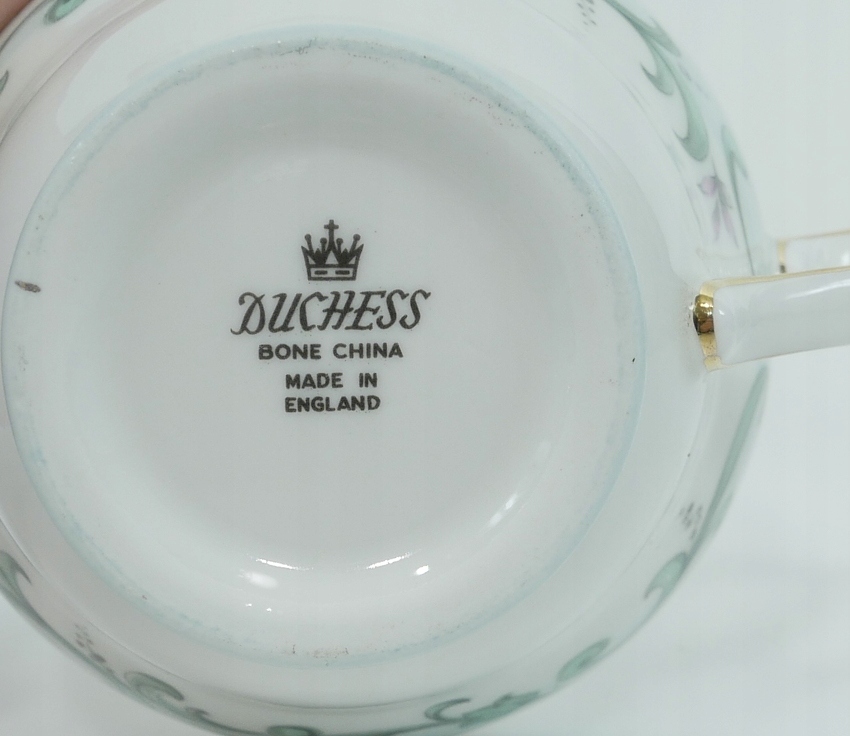 DUCHESS
BONE CHINA
MADE IN
ENGLAND